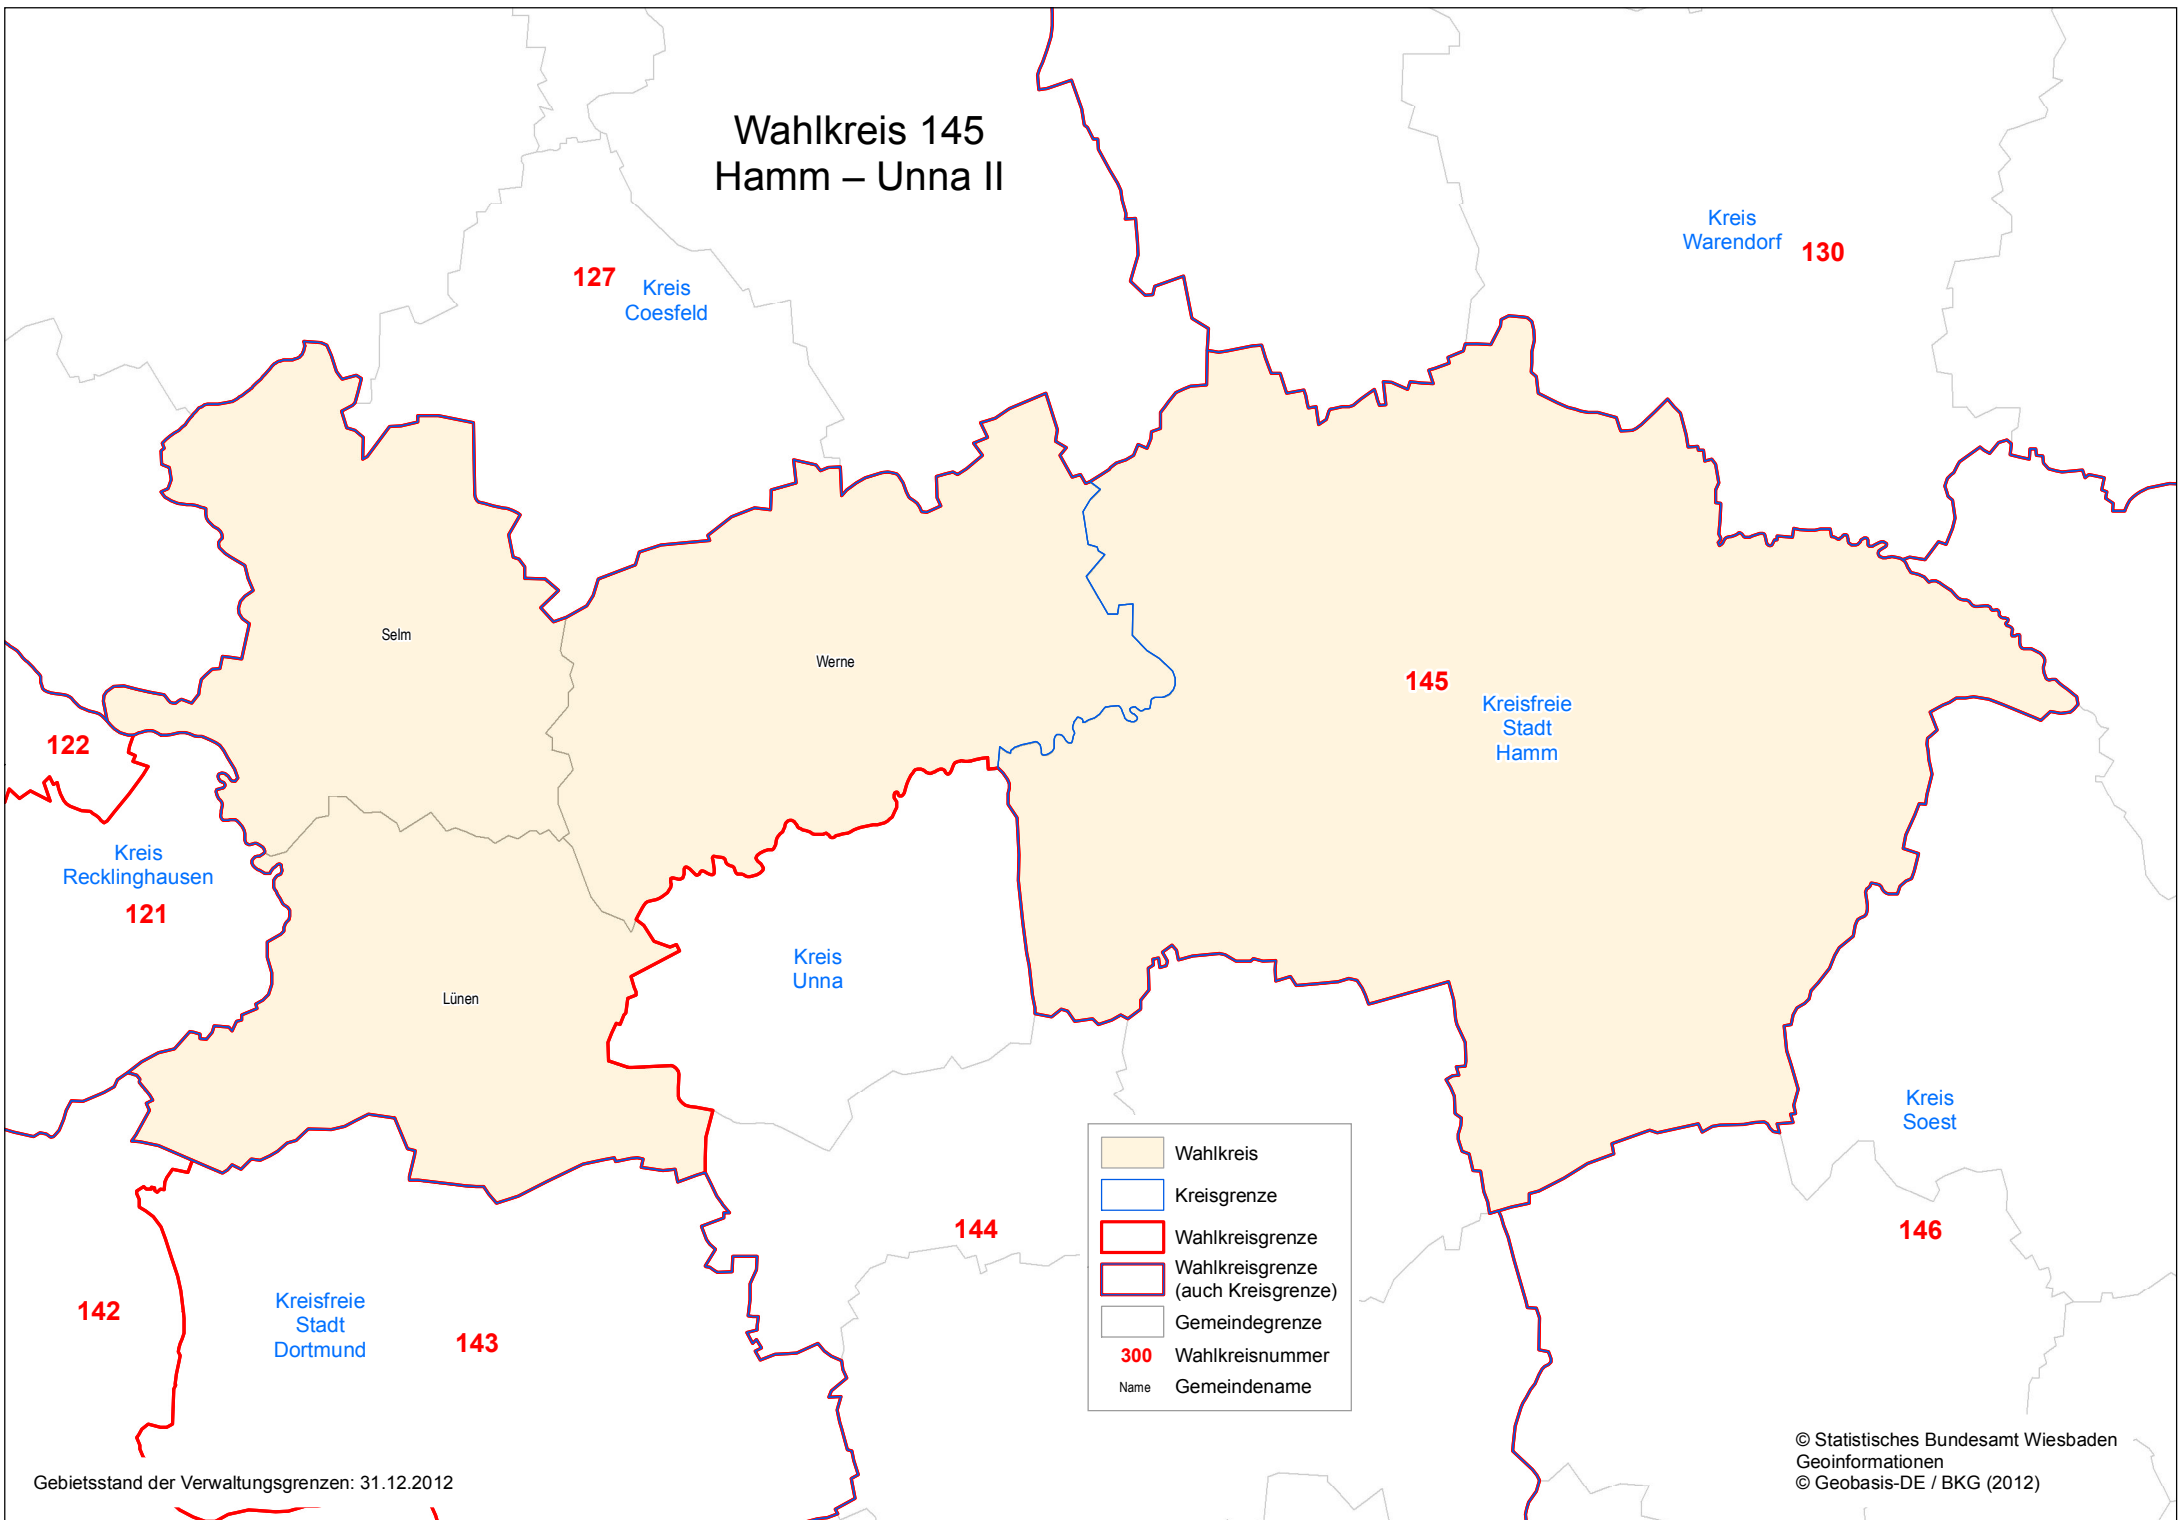 Wahlkreis 145
Hamm – Unna II
Kreis
Warendorf
130
127
Kreis
Coesfeld
Selm
Werne
145
Kreisfreie
Stadt
Hamm
122
Kreis
Recklinghausen
121
Kreis
Unna
Lünen
Kreis
Soest
Wahlkreis
Kreisgrenze
Wahlkreisgrenze
Wahlkreisgrenze
(auch Kreisgrenze)
Gemeindegrenze
300 Wahlkreisnummer
Name Gemeindename
144
146
142
Kreisfreie
Stadt
Dortmund
143
Gebietsstand der Verwaltungsgrenzen: 31.12.2012
© Statistisches Bundesamt Wiesbaden
Geoinformationen
© Geobasis-DE / BKG (2012)